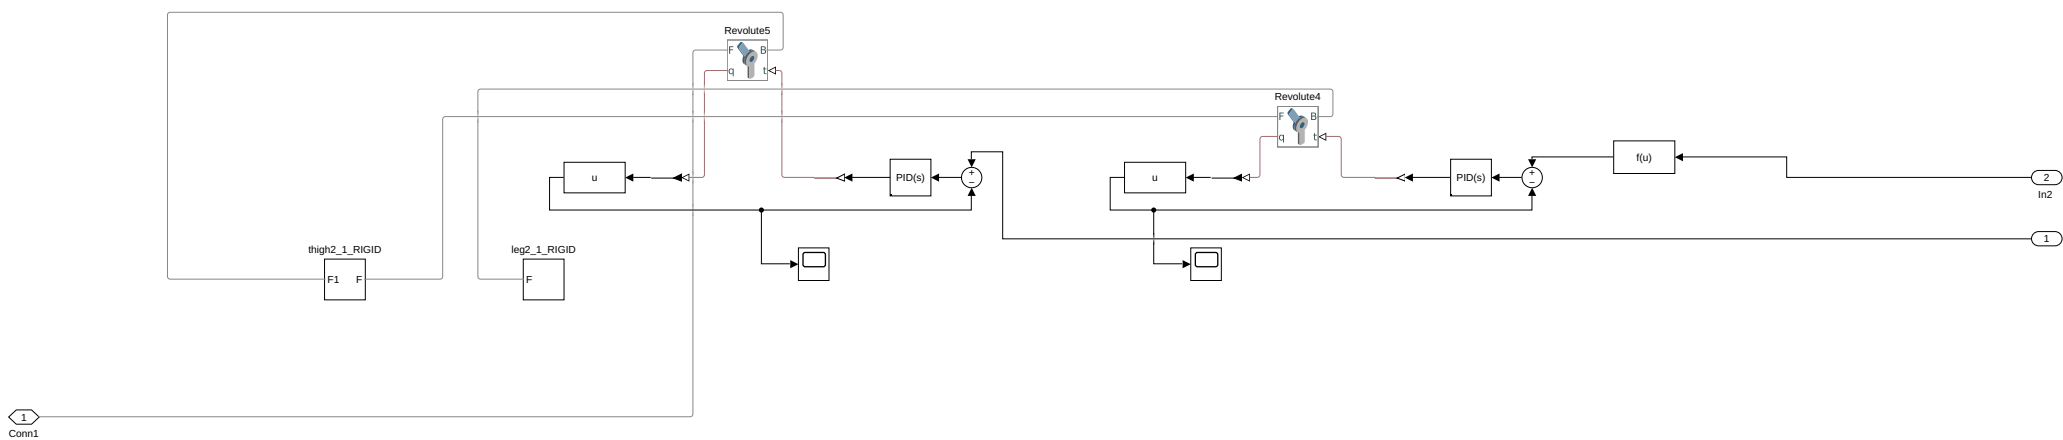 Revolute5
F B
q t
Revolute4
F B
q t
f(u)
u
PID(s)
+
−
u
PID(s)
+
−
2
In2
1
thigh2_1_RIGID
F1 F
leg2_1_RIGID
F
1
Conn1